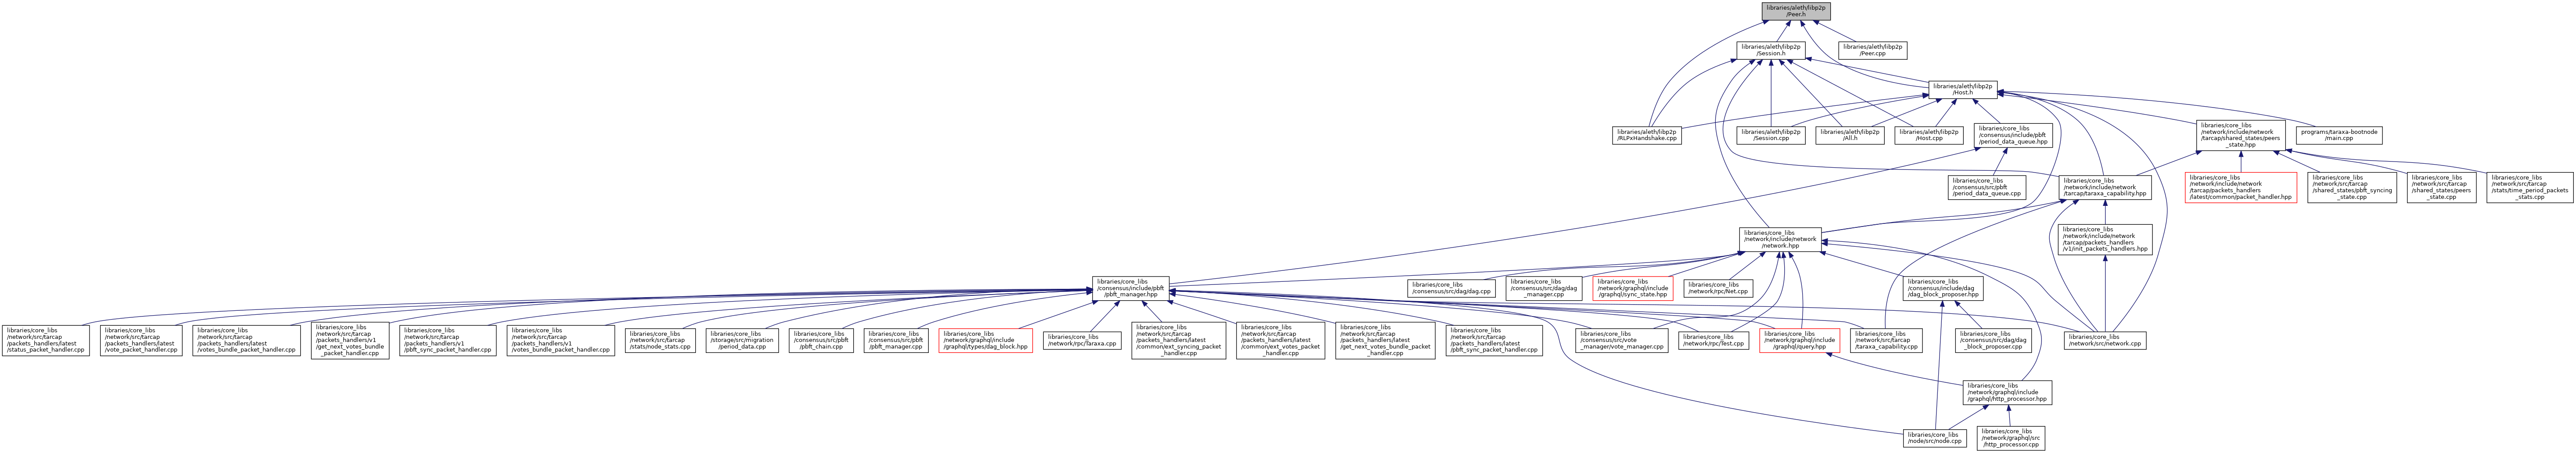 libraries/aleth/libp2p
/Peer.h
libraries/aleth/libp2p
/Session.h
libraries/aleth/libp2p
/Peer.cpp
libraries/aleth/libp2p
/Host.h
libraries/aleth/libp2p
/RLPxHandshake.cpp
libraries/aleth/libp2p
/Session.cpp
libraries/aleth/libp2p
/All.h
libraries/aleth/libp2p
/Host.cpp
libraries/core_libs
/consensus/include/pbft
/period_data_queue.hpp
libraries/core_libs
/network/include/network
/tarcap/shared_states/peers
_state.hpp
programs/taraxa-bootnode
/main.cpp
libraries/core_libs
/consensus/src/pbft
/period_data_queue.cpp
libraries/core_libs
/network/include/network
/tarcap/taraxa_capability.hpp
libraries/core_libs
/network/include/network
/tarcap/packets_handlers
/latest/common/packet_handler.hpp
libraries/core_libs
/network/src/tarcap
/shared_states/pbft_syncing
_state.cpp
libraries/core_libs
/network/src/tarcap
/shared_states/peers
_state.cpp
libraries/core_libs
/network/src/tarcap
/stats/time_period_packets
_stats.cpp
libraries/core_libs
/network/include/network
/network.hpp
libraries/core_libs
/network/include/network
/tarcap/packets_handlers
/v1/init_packets_handlers.hpp
libraries/core_libs
/consensus/include/pbft
/pbft_manager.hpp
libraries/core_libs
/consensus/src/dag/dag.cpp
libraries/core_libs
/consensus/src/dag/dag
_manager.cpp
libraries/core_libs
/network/graphql/include
/graphql/sync_state.hpp
libraries/core_libs
/network/rpc/Net.cpp
libraries/core_libs
/consensus/include/dag
/dag_block_proposer.hpp
libraries/core_libs
/network/src/tarcap
/packets_handlers/latest
/status_packet_handler.cpp
libraries/core_libs
/network/src/tarcap
/packets_handlers/latest
/vote_packet_handler.cpp
libraries/core_libs
/network/src/tarcap
/packets_handlers/latest
/votes_bundle_packet_handler.cpp
libraries/core_libs
/network/src/tarcap
/packets_handlers/v1
/get_next_votes_bundle
_packet_handler.cpp
libraries/core_libs
/network/src/tarcap
/packets_handlers/v1
/pbft_sync_packet_handler.cpp
libraries/core_libs
/network/src/tarcap
/packets_handlers/v1
/votes_bundle_packet_handler.cpp
libraries/core_libs
/network/src/tarcap
/stats/node_stats.cpp
libraries/core_libs
/storage/src/migration
/period_data.cpp
libraries/core_libs
/consensus/src/pbft
/pbft_chain.cpp
libraries/core_libs
/consensus/src/pbft
/pbft_manager.cpp
libraries/core_libs
/network/graphql/include
/graphql/types/dag_block.hpp
libraries/core_libs
/network/rpc/Taraxa.cpp
libraries/core_libs
/network/src/tarcap
/packets_handlers/latest
/common/ext_syncing_packet
_handler.cpp
libraries/core_libs
/network/src/tarcap
/packets_handlers/latest
/common/ext_votes_packet
_handler.cpp
libraries/core_libs
/network/src/tarcap
/packets_handlers/latest
/get_next_votes_bundle_packet
_handler.cpp
libraries/core_libs
/network/src/tarcap
/packets_handlers/latest
/pbft_sync_packet_handler.cpp
libraries/core_libs
/consensus/src/vote
_manager/vote_manager.cpp
libraries/core_libs
/network/rpc/Test.cpp
libraries/core_libs
/network/graphql/include
/graphql/query.hpp
libraries/core_libs
/network/src/tarcap
/taraxa_capability.cpp
libraries/core_libs
/consensus/src/dag/dag
_block_proposer.cpp
libraries/core_libs
/network/src/network.cpp
libraries/core_libs
/network/graphql/include
/graphql/http_processor.hpp
libraries/core_libs
/node/src/node.cpp
libraries/core_libs
/network/graphql/src
/http_processor.cpp